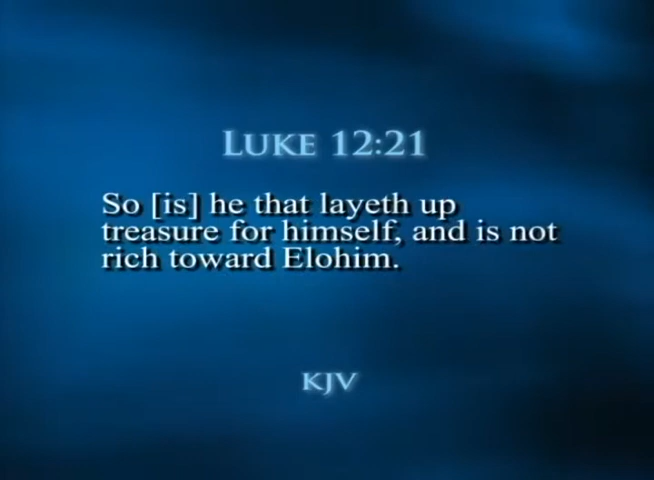 Luke 12:21
So [is] he that layeth up
treasure for himself, and is not
rich toward Elohim.
KJV